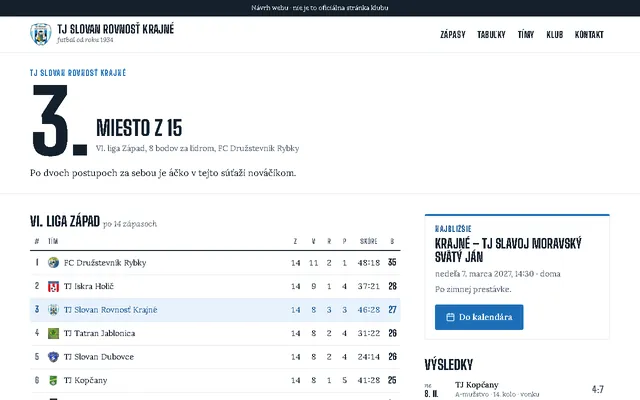 Návrh webu · nie je to oficiálna stránka klubu
TJ SLOVAN ROVNOSŤ KRAJNÉ
futbal od roku 1934
ZÁPASY TABUĽKY TÍMY KLUB KONTAKT
TJ SLOVAN ROVNOSŤ KRAJNÉ
3. MIESTO Z 15
VI. liga Západ, 8 bodov za lídrom, FC Družstevník Rybky
Po dvoch postupoch za sebou je áčko v tejto súťaži nováčikom.
VI. LIGA ZÁPAD po 14 zápasoch
# TÍM Z V R P SKÓRE B
1 FC Družstevník Rybky 14 11 2 1 48:18 35
2 TJ Iskra Holíč 14 9 1 4 37:21 28
3 TJ Slovan Rovnosť Krajné 14 8 3 3 46:28 27
4 TJ Tatran Jablonica 14 8 2 4 31:22 26
5 TJ Slovan Dubovce 14 8 2 4 24:14 26
6 TJ Kopčany 14 8 1 5 41:28 25
NAJBLIŽŠIE
KRAJNÉ – TJ SLAVOJ MORAVSKÝ
SVÄTÝ JÁN
nedeľa 7. marca 2027, 14:30 · doma
Po zimnej prestávke.
Do kalendára
VÝSLEDKY
8. 11.
TJ Kopčany
A-mužstvo · 14. kolo · vonku
4:7